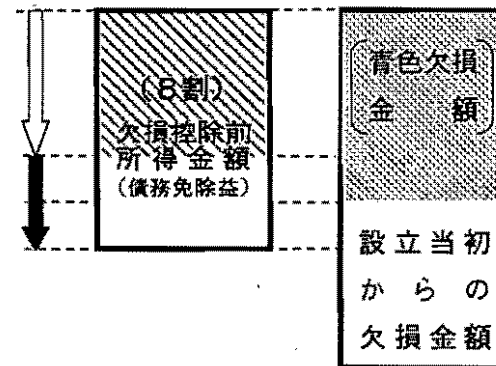 (8割)
欠損控除前
所得金額
(債務免除益)
青色欠損
金額
設立当初
からの
欠損金額